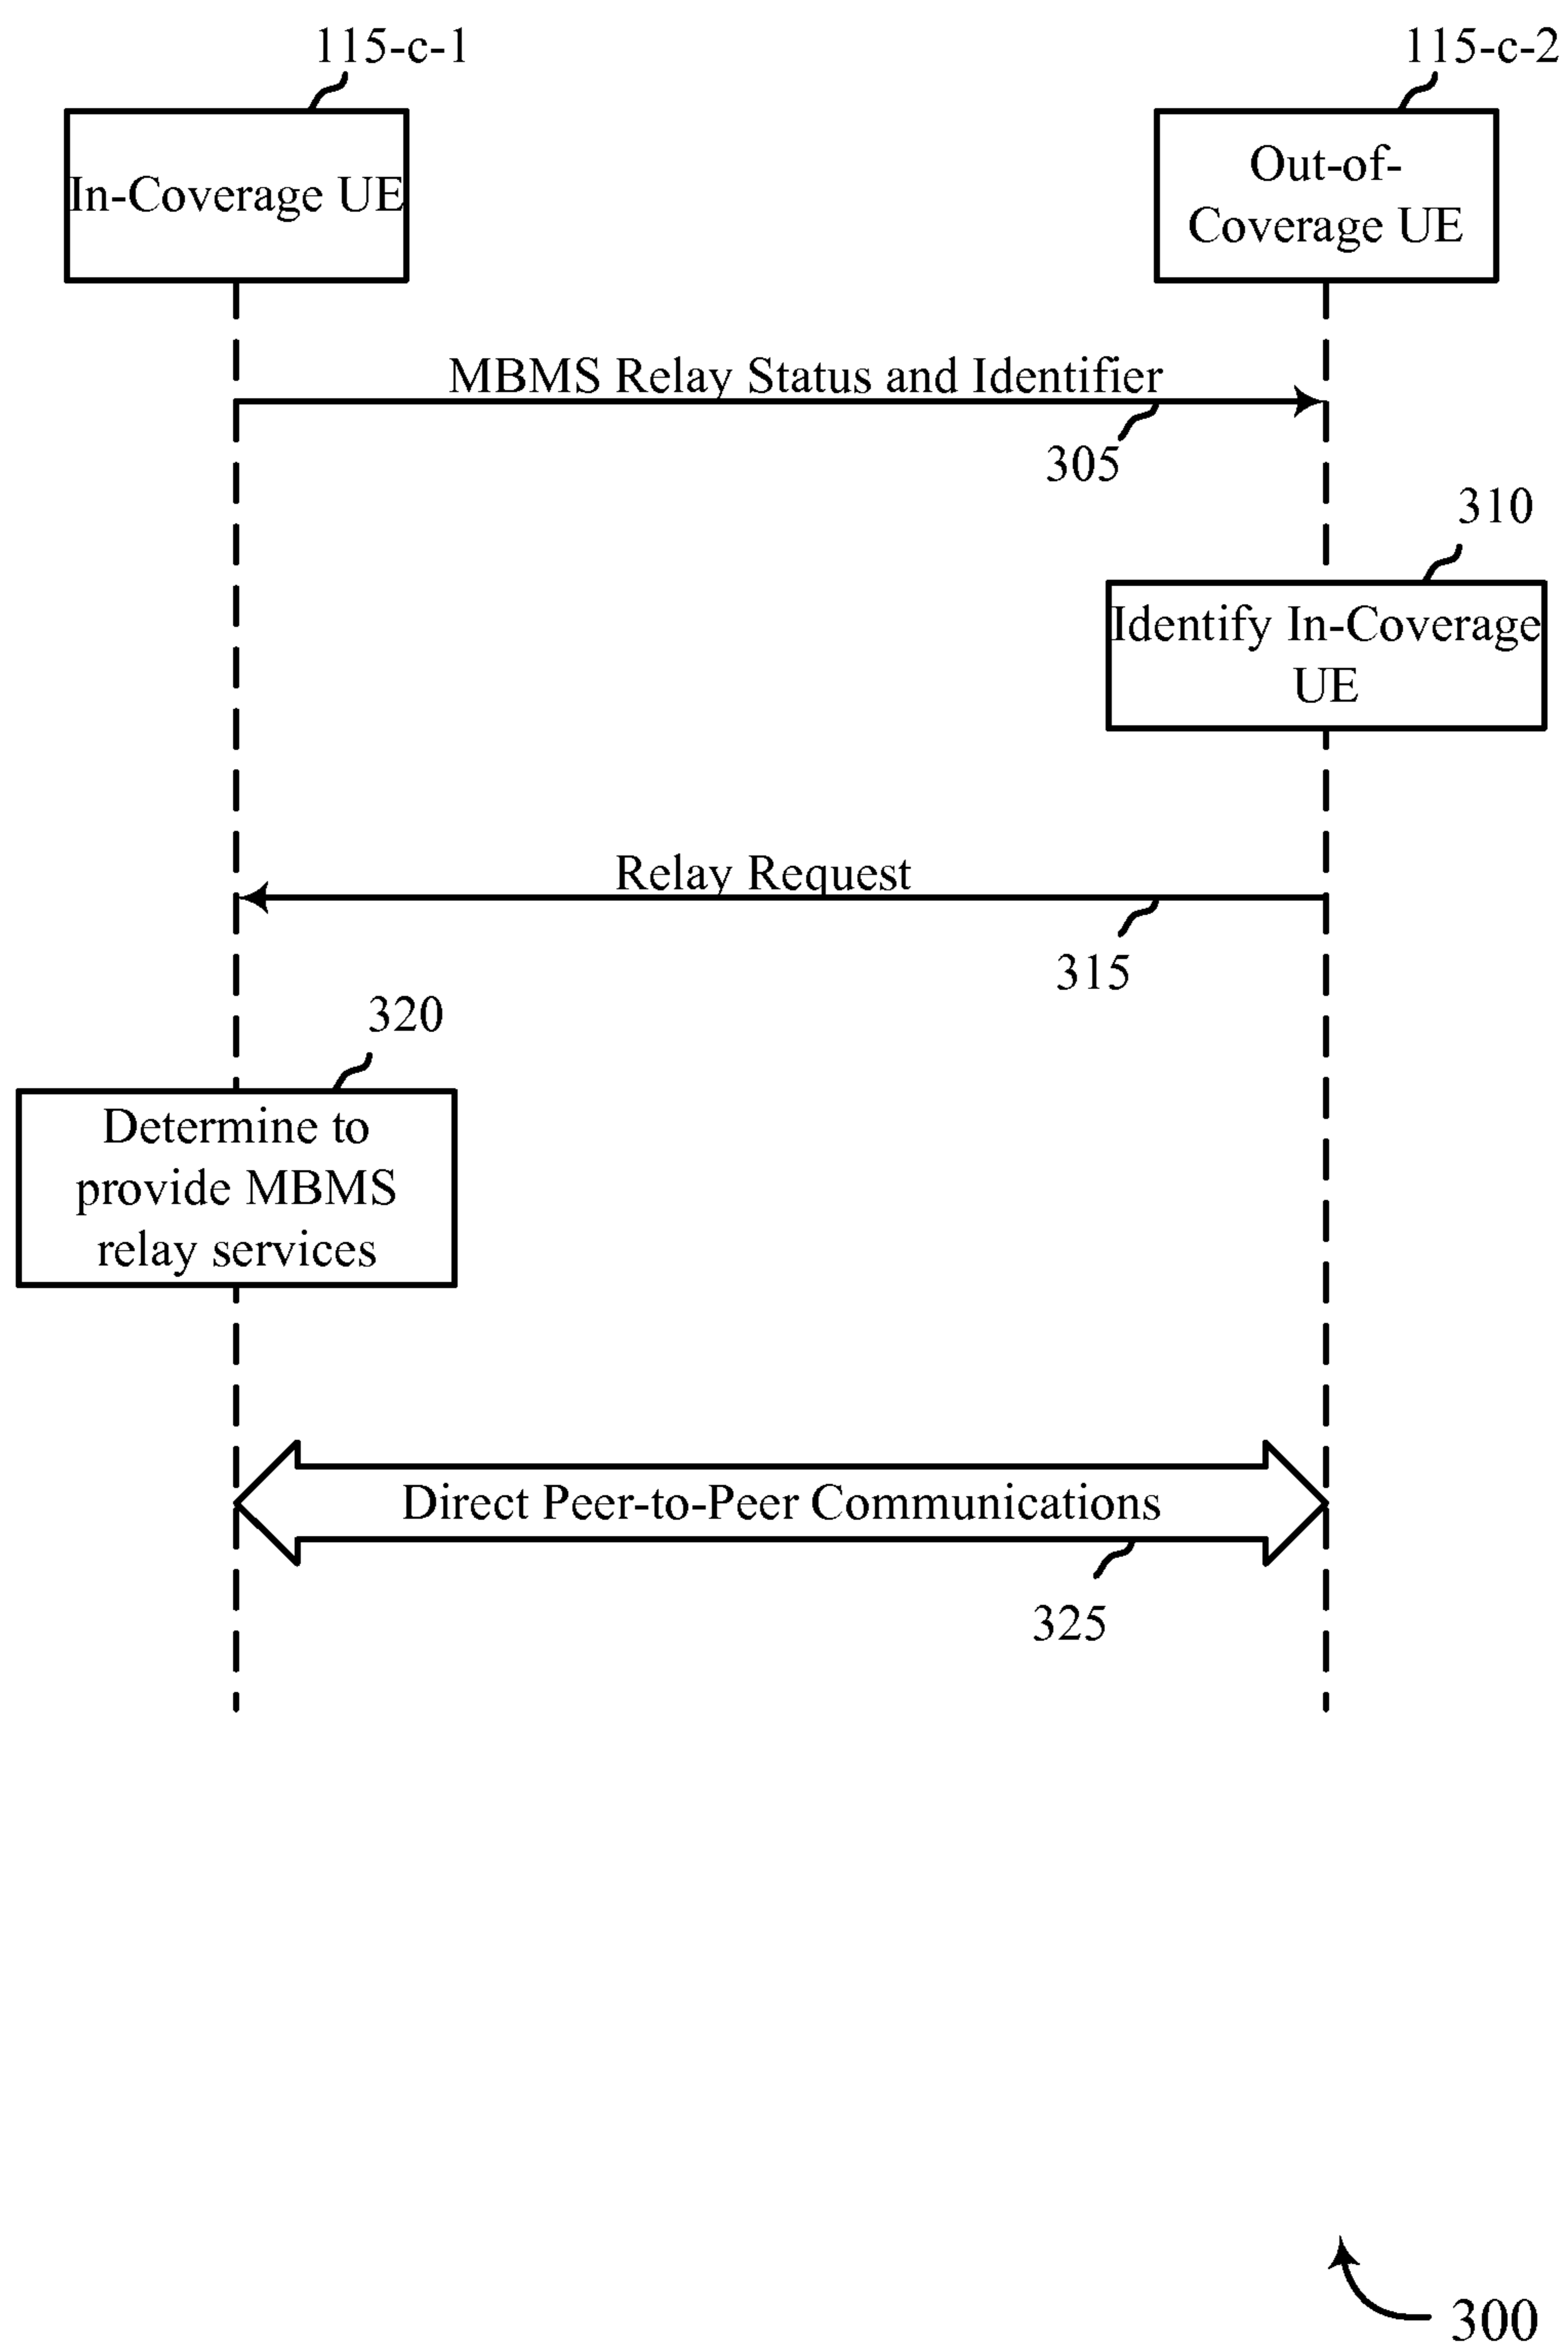 115-c-1
115-c-2
In-Coverage UE
Out-of-
Coverage UE
MBMS Relay Status and Identifier
305
310
Identify In-Coverage
UE
Relay Request
315
320
Determine to
provide MBMS
relay services
Direct Peer-to-Peer Communications
325
300